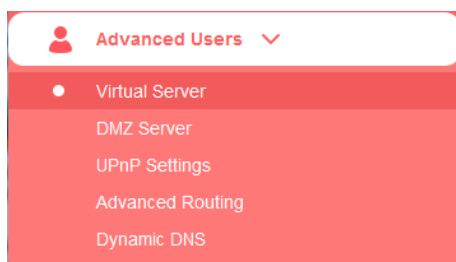 Advanced Users
Virtual Server
DMZ Server
UPnP Settings
Advanced Routing
Dynamic DNS